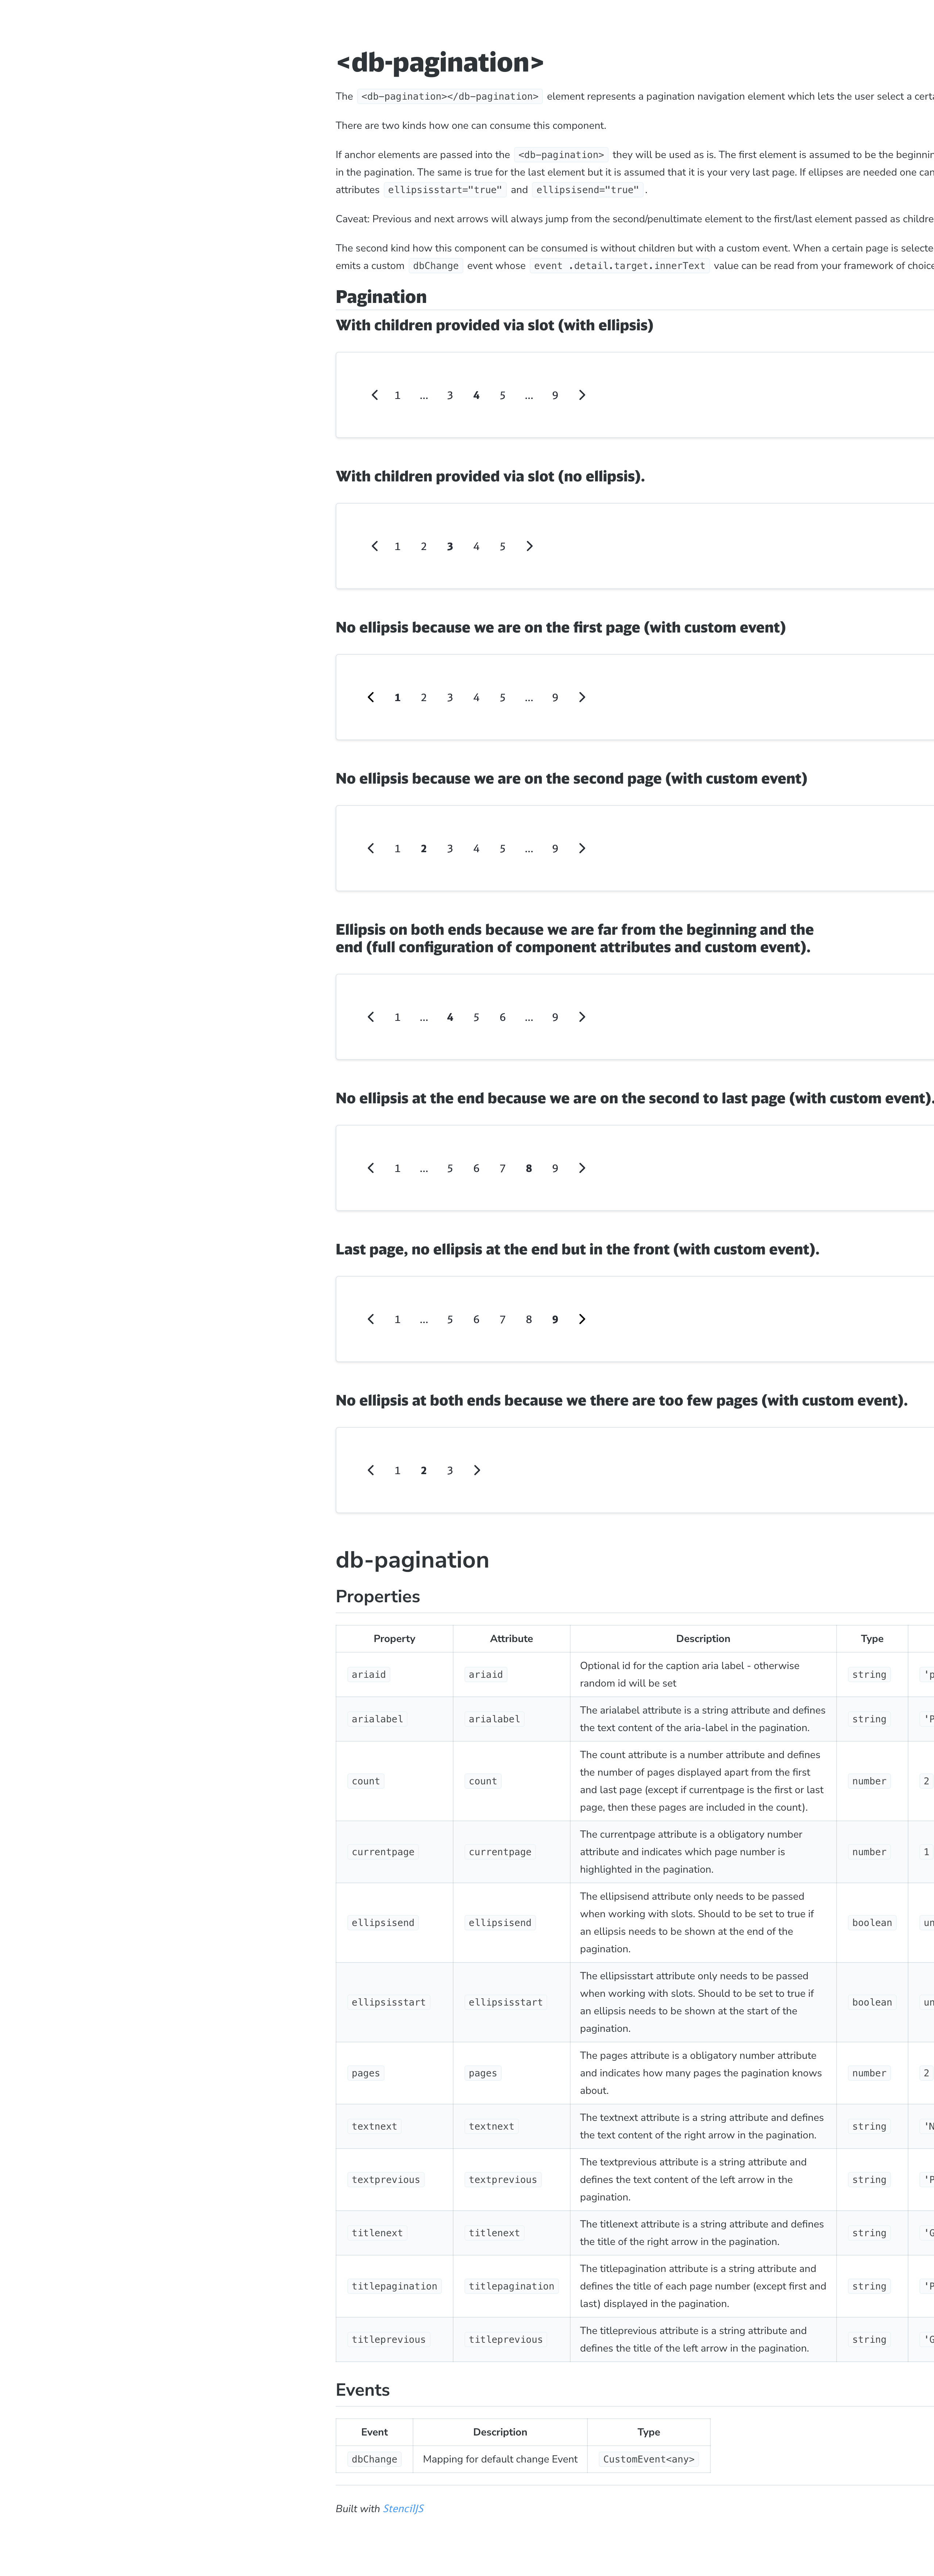 <db-pagination>
The <db-pagination></db-pagination> element represents a pagination navigation element which lets the user select a
There are two kinds how one can consume this component.
If anchor elements are passed into the <db-pagination> they will be used as is. The first element is assumed to be the
in the pagination. The same is true for the last element but it is assumed that it is your very last page. If ellipses are needed one
attributes ellipsisstart="true" and ellipsisend="true" .
Caveat: Previous and next arrows will always jump from the second/penultimate element to the first/last element passed as
The second kind how this component can be consumed is without children but with a custom event. When a certain page is
emits a custom dbChange event whose event .detail.target.innerText value can be read from your framework of
Pagination
With children provided via slot (with ellipsis)
1 … 3 4 5 … 9
With children provided via slot (no ellipsis).
1 2 3 4 5
No ellipsis because we are on the first page (with custom event)
1 2 3 4 5 … 9
No ellipsis because we are on the second page (with custom event)
1 2 3 4 5 … 9
Ellipsis on both ends because we are far from the beginning and the
end (full configuration of component attributes and custom event).
1 … 4 5 6 … 9
No ellipsis at the end because we are on the second to last page (with custom event).
1 … 5 6 7 8 9
Last page, no ellipsis at the end but in the front (with custom event).
1 … 5 6 7 8 9
No ellipsis at both ends because we there are too few pages (with custom event).
1 2 3
db-pagination
Properties
Property Attribute Description Type
ariaid ariaid Optional id for the caption aria label - otherwise
random id will be set string
arialabel arialabel The arialabel attribute is a string attribute and defines
the text content of the aria-label in the pagination. string
count count The count attribute is a number attribute and defines
the number of pages displayed apart from the first
and last page (except if currentpage is the first or last
page, then these pages are included in the count). number 2
currentpage currentpage The currentpage attribute is a obligatory number
attribute and indicates which page number is
highlighted in the pagination. number 1
ellipsisend ellipsisend The ellipsisend attribute only needs to be passed
when working with slots. Should to be set to true if
an ellipsis needs to be shown at the end of the
pagination. boolean
ellipsisstart ellipsisstart The ellipsisstart attribute only needs to be passed
when working with slots. Should to be set to true if
an ellipsis needs to be shown at the start of the
pagination. boolean
pages pages The pages attribute is a obligatory number attribute
and indicates how many pages the pagination knows
about. number 2
textnext textnext The textnext attribute is a string attribute and defines
the text content of the right arrow in the pagination. string
textprevious textprevious The textprevious attribute is a string attribute and
defines the text content of the left arrow in the
pagination. string
titlenext titlenext The titlenext attribute is a string attribute and defines
the title of the right arrow in the pagination. string
titlepagination titlepagination The titlepagination attribute is a string attribute and
defines the title of each page number (except first and
last) displayed in the pagination. string
titleprevious titleprevious The titleprevious attribute is a string attribute and
defines the title of the left arrow in the pagination. string
Events
Event Description Type
dbChange Mapping for default change Event CustomEvent<any>
Built with StencilJS